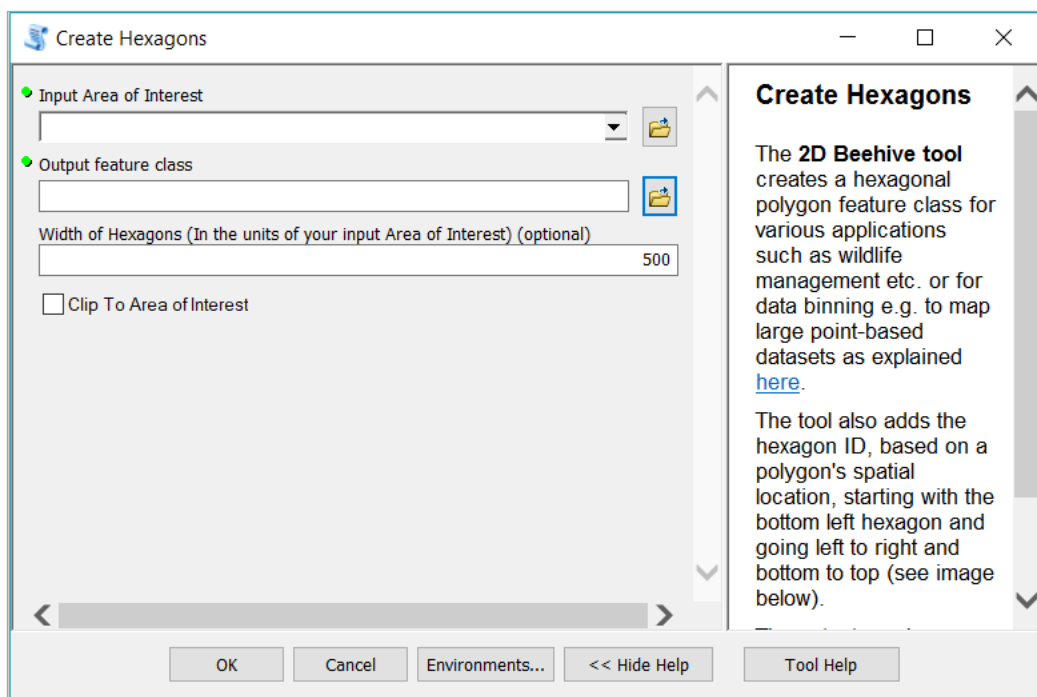 Create Hexagons
Input Area of Interest
Output feature class
Width of Hexagons (In the units of your input Area of Interest) (optional)
500
Clip To Area of Interest
Create Hexagons
The 2D Beehive tool
creates a hexagonal
polygon feature class for
various applications
such as wildlife
management etc. or for
data binning e.g. to map
large point-based
datasets as explained
here.
The tool also adds the
hexagon ID, based on a
polygon's spatial
location, starting with the
bottom left hexagon and
going left to right and
bottom to top (see image
below).
OK
Cancel
Environments...
<< Hide Help
Tool Help